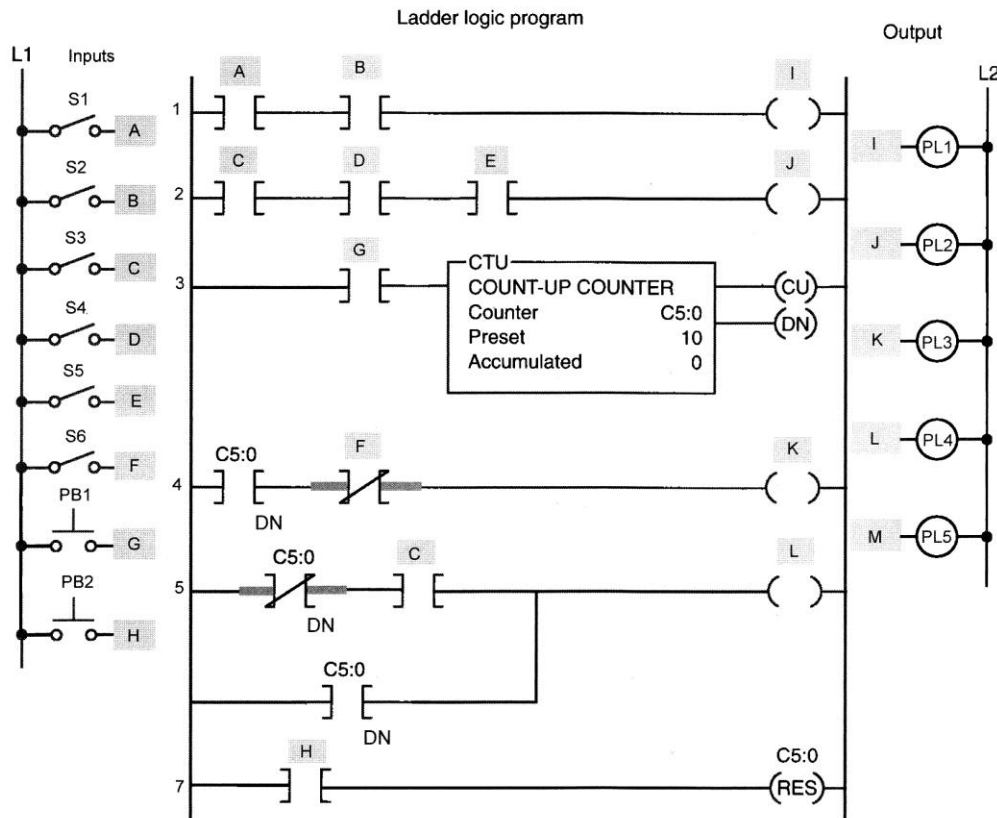 Ladder logic program
Output
L1
Inputs
L2
S1
A
S2
B
S3
C
S4
D
S5
E
S6
F
PB1
G
PB2
H
1
A
B
I
2
C
D
E
J
3
G
CTU
COUNT-UP COUNTER
Counter C5:0
Preset 10
Accumulated 0
CU
DN
4
C5:0
DN
F
K
5
C5:0
DN
C
L
C5:0
DN
7
H
C5:0
RES
I PL1
J PL2
K PL3
L PL4
M PL5